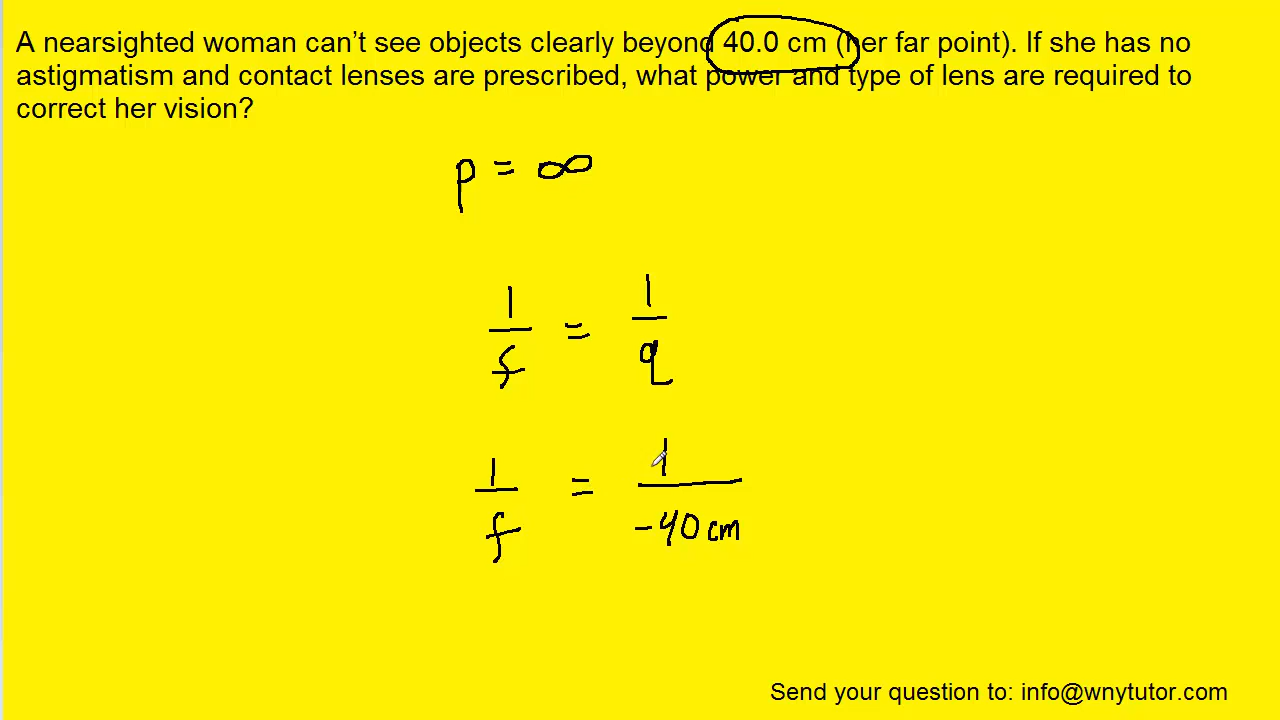 A nearsighted woman can’t see objects clearly beyond 40.0 cm (her far point). If she has no
astigmatism and contact lenses are prescribed, what power and type of lens are required to
correct her vision?
p = ∞
1/f = 1/q
1/f = 1/-40 cm
Send your question to: info@wnytutor.com